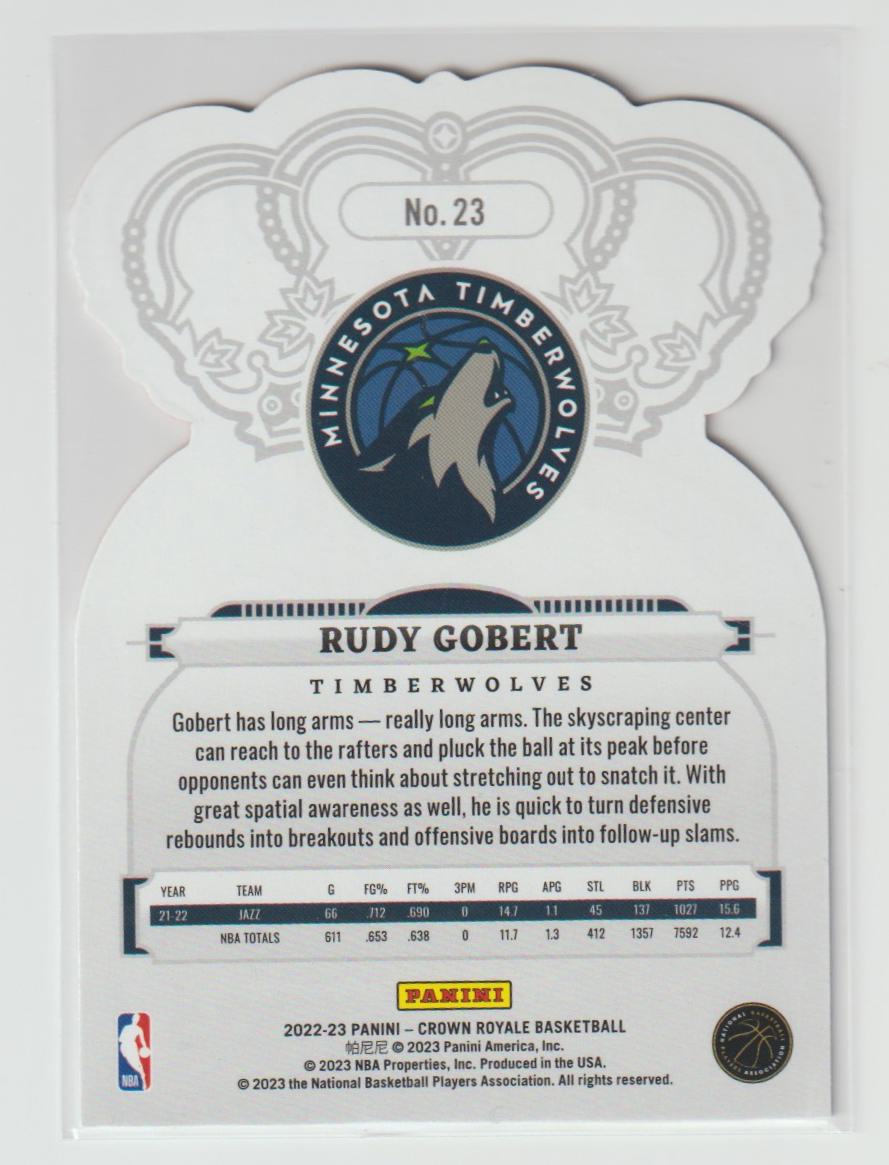 No. 23
MINNESOTA TIMBERWOLVES
RUDY GOBERT
TIMBERWOLVES
Gobert has long arms — really long arms. The skyscraping center
can reach to the rafters and pluck the ball at its peak before
opponents can even think about stretching out to snatch it. With
great spatial awareness as well, he is quick to turn defensive
rebounds into breakouts and offensive boards into follow-up slams.
YEAR TEAM G FG% FT% 3PM RPG APG STL BLK PTS PPG
21-22 JAZZ 66 .712 .690 0 14.7 1.1 45 137 1027 15.6
NBA TOTALS 611 .653 .638 0 11.7 1.3 412 1357 7592 12.4
PANINI
2022-23 PANINI – CROWN ROYALE BASKETBALL
帕尼尼 © 2023 Panini America, Inc.
© 2023 NBA Properties, Inc. Produced in the USA.
© 2023 the National Basketball Players Association. All rights reserved.
NBA
NATIONAL BASKETBALL
PLAYERS ASSOCIATION